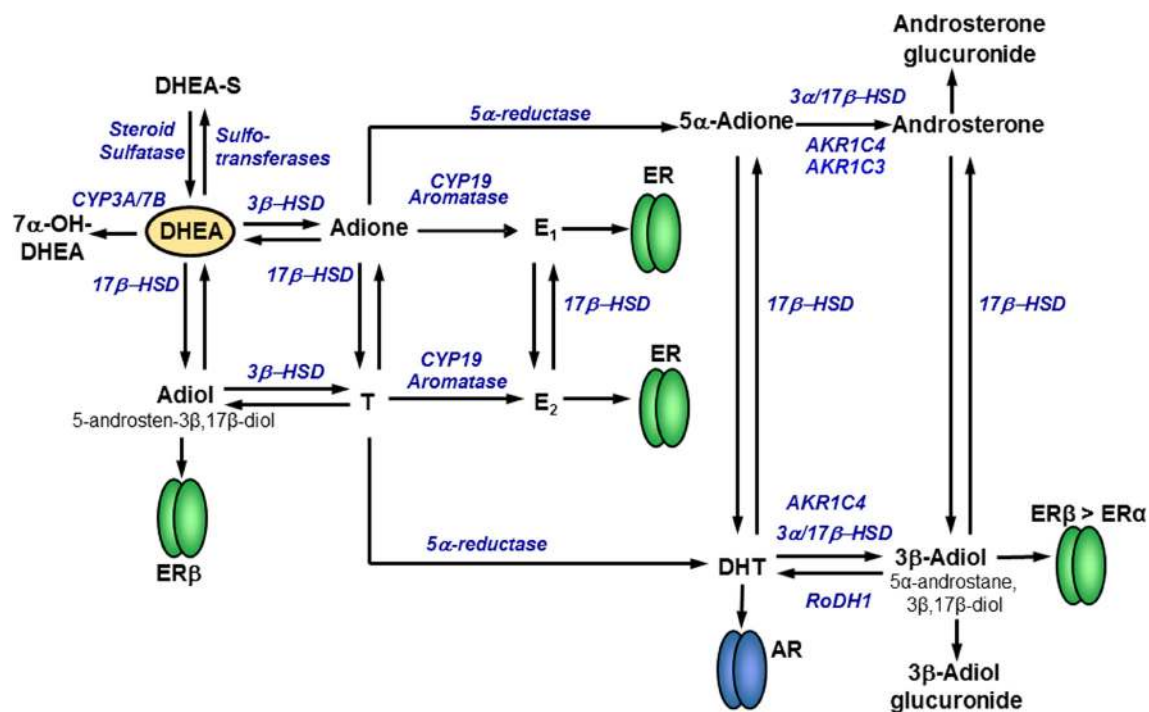 Androsterone
glucuronide
DHEA-S
Steroid
Sulfatase
Sulfo-
transferases
5α-reductase
5α-Adione
3α/17β–HSD
Androsterone
AKR1C4
AKR1C3
CYP3A/7B
7α-OH-
DHEA
DHEA
3β–HSD
Adione
CYP19
Aromatase
E₁
ER
17β–HSD
17β–HSD
17β–HSD
17β–HSD
17β–HSD
Adiol
5-androsten-3β,17β-diol
3β–HSD
T
CYP19
Aromatase
E₂
ER
ERβ
5α-reductase
DHT
AKR1C4
3α/17β–HSD
RoDH1
3β-Adiol
5α-androstane,
3β,17β-diol
ERβ > ERα
AR
3β-Adiol
glucuronide